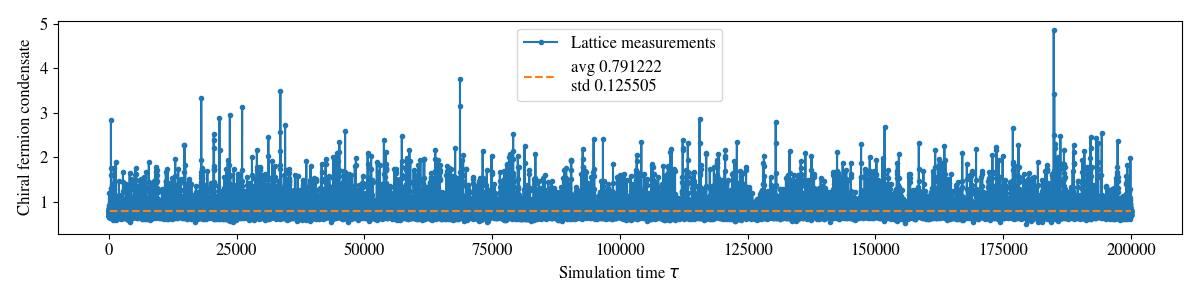 5
4
3
2
1
Chiral fermion condensate
Lattice measurements
avg 0.791222
std 0.125505
0 25000 50000 75000 100000 125000 150000 175000 200000
Simulation time τ